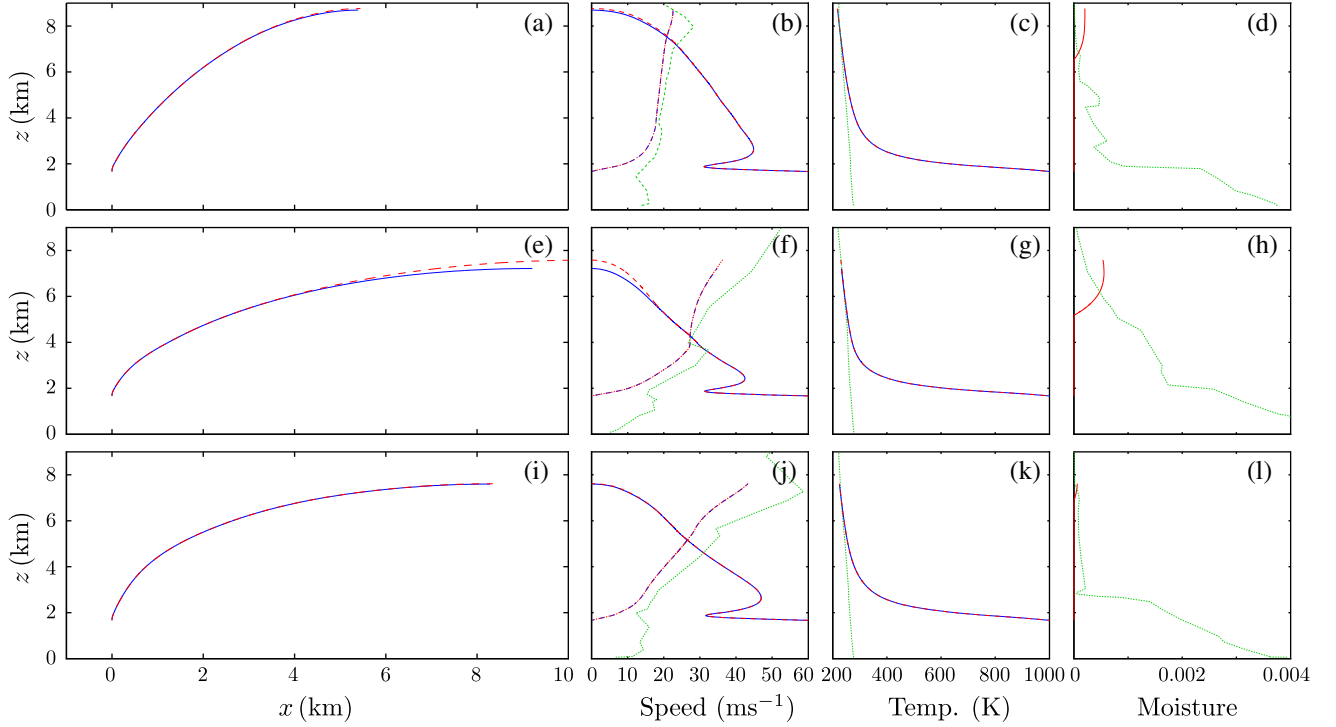 z (km)
8
6
4
2
0
(a)
(b)
(c)
(d)
z (km)
8
6
4
2
0
(e)
(f)
(g)
(h)
z (km)
8
6
4
2
0
(i)
(j)
(k)
(l)
0 2 4 6 8 10
0 10 20 30 40 50 60
200 400 600 800 1000
0 0.002 0.004
x (km)
Speed (ms⁻¹)
Temp. (K)
Moisture